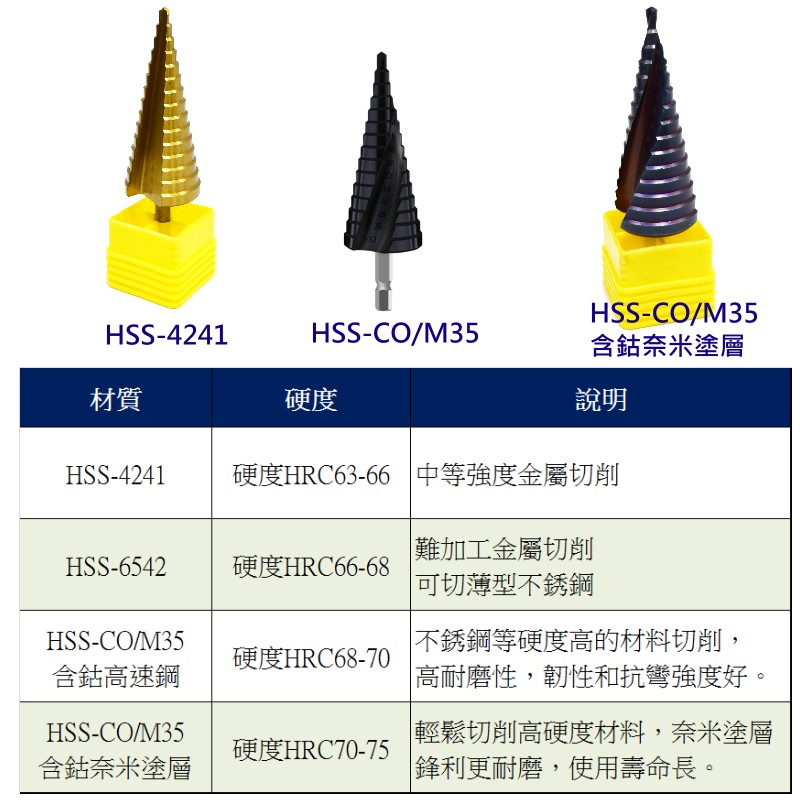 HSS-4241
HSS-CO/M35
HSS-CO/M35
含鈷奈米塗層
材質 硬度 說明
HSS-4241 硬度HRC63-66 中等強度金屬切削
HSS-6542 硬度HRC66-68 難加工金屬切削
可切薄型不銹鋼
HSS-CO/M35
含鈷高速鋼 硬度HRC68-70 不銹鋼等硬度高的材料切削，
高耐磨性，韌性和抗彎強度好。
HSS-CO/M35
含鈷奈米塗層 硬度HRC70-75 輕鬆切削高硬度材料，奈米塗層
鋒利更耐磨，使用壽命長。